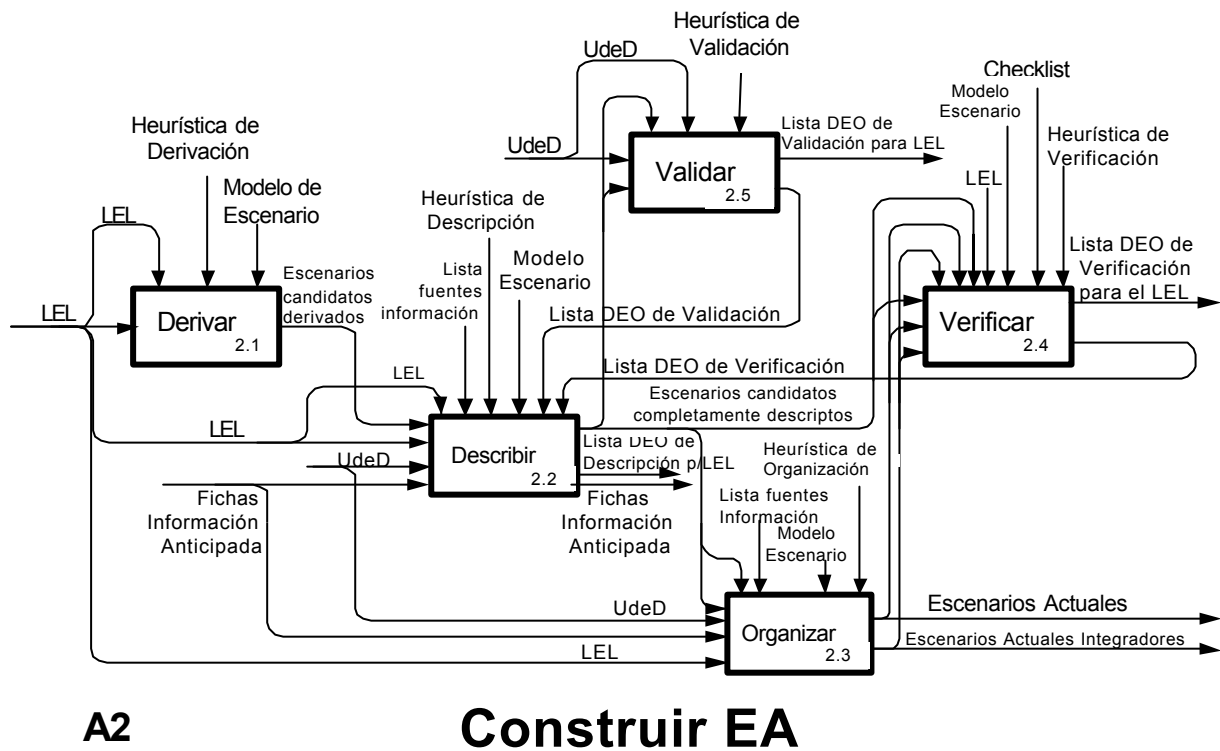 Heurística de
Validación
UdeD
Checklist
Modelo
Escenario
Heurística de
Derivación
Lista DEO de
Validación para LEL
Heurística de
Verificación
UdeD
Validar
2.5
LEL
Modelo de
Escenario
Heurística de
Descripción
LEL
Lista DEO de
Verificación
para el LEL
Lista
fuentes
información
Modelo
Escenario
Escenarios
candidatos
derivados
LEL
Derivar
2.1
Lista DEO de Validación
Verificar
2.4
LEL
Lista DEO de Verificación
Escenarios candidatos
completamente descriptos
LEL
Describir
2.2
Lista DEO de
Descripción p/LEL
Heurística de
Organización
UdeD
Fichas
Información
Anticipada
Fichas
Información
Anticipada
Lista fuentes
Información
Modelo
Escenario
UdeD
Organizar
2.3
Escenarios Actuales
Escenarios Actuales Integradores
LEL
A2
Construir EA